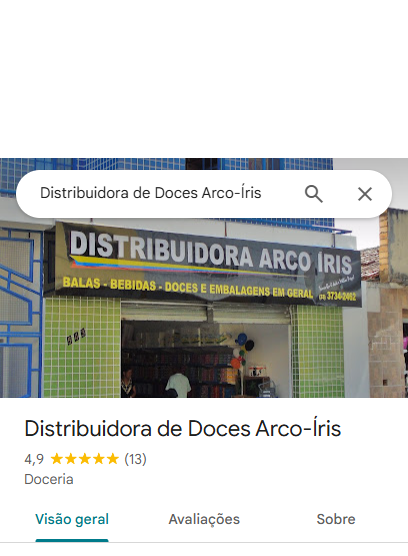 Distribuidora de Doces Arco-Íris
DISTRIBUIDORA ARCO ÍRIS
BALAS - BEBIDAS - DOCES E EMBALAGENS EM GERAL
3734-2462
Distribuidora de Doces Arco-Íris
4,9 ★★★★★ (13)
Doceria
Visão geral Avaliações Sobre